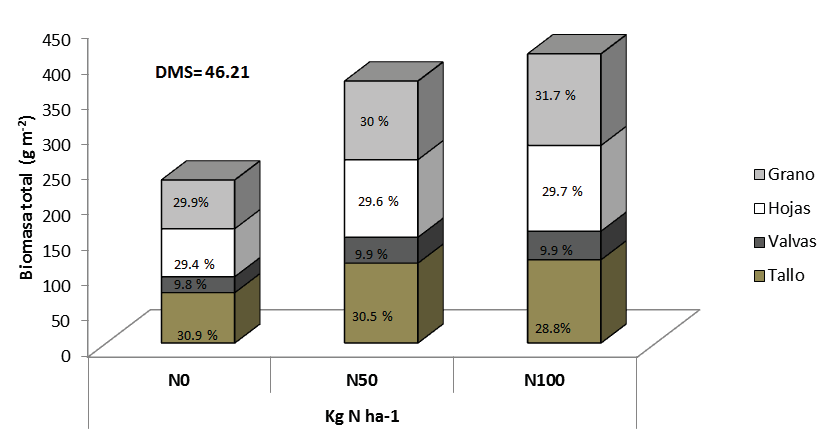 Biomasa total (g m-2)
450
400
350
300
250
200
150
100
50
0
DMS= 46.21
29.9%
29.4 %
9.8 %
30.9 %
30 %
29.6 %
9.9 %
30.5 %
31.7 %
29.7 %
9.9 %
28.8%
N0
N50
N100
Kg N ha-1
Grano
Hojas
Valvas
Tallo